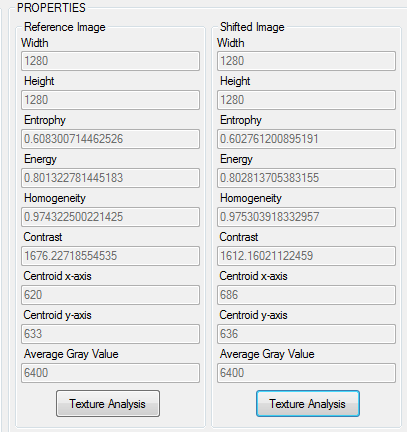 PROPERTIES
Reference Image
Width
1280
Height
1280
Entrophy
0.608300714462526
Energy
0.801322781445183
Homogeneity
0.974322500221425
Contrast
1676.22718554535
Centroid x-axis
620
Centroid y-axis
633
Average Gray Value
6400
Texture Analysis
Shifted Image
Width
1280
Height
1280
Entrophy
0.602761200895191
Energy
0.802813705383155
Homogeneity
0.975303918332957
Contrast
1612.16021122459
Centroid x-axis
686
Centroid y-axis
636
Average Gray Value
6400
Texture Analysis